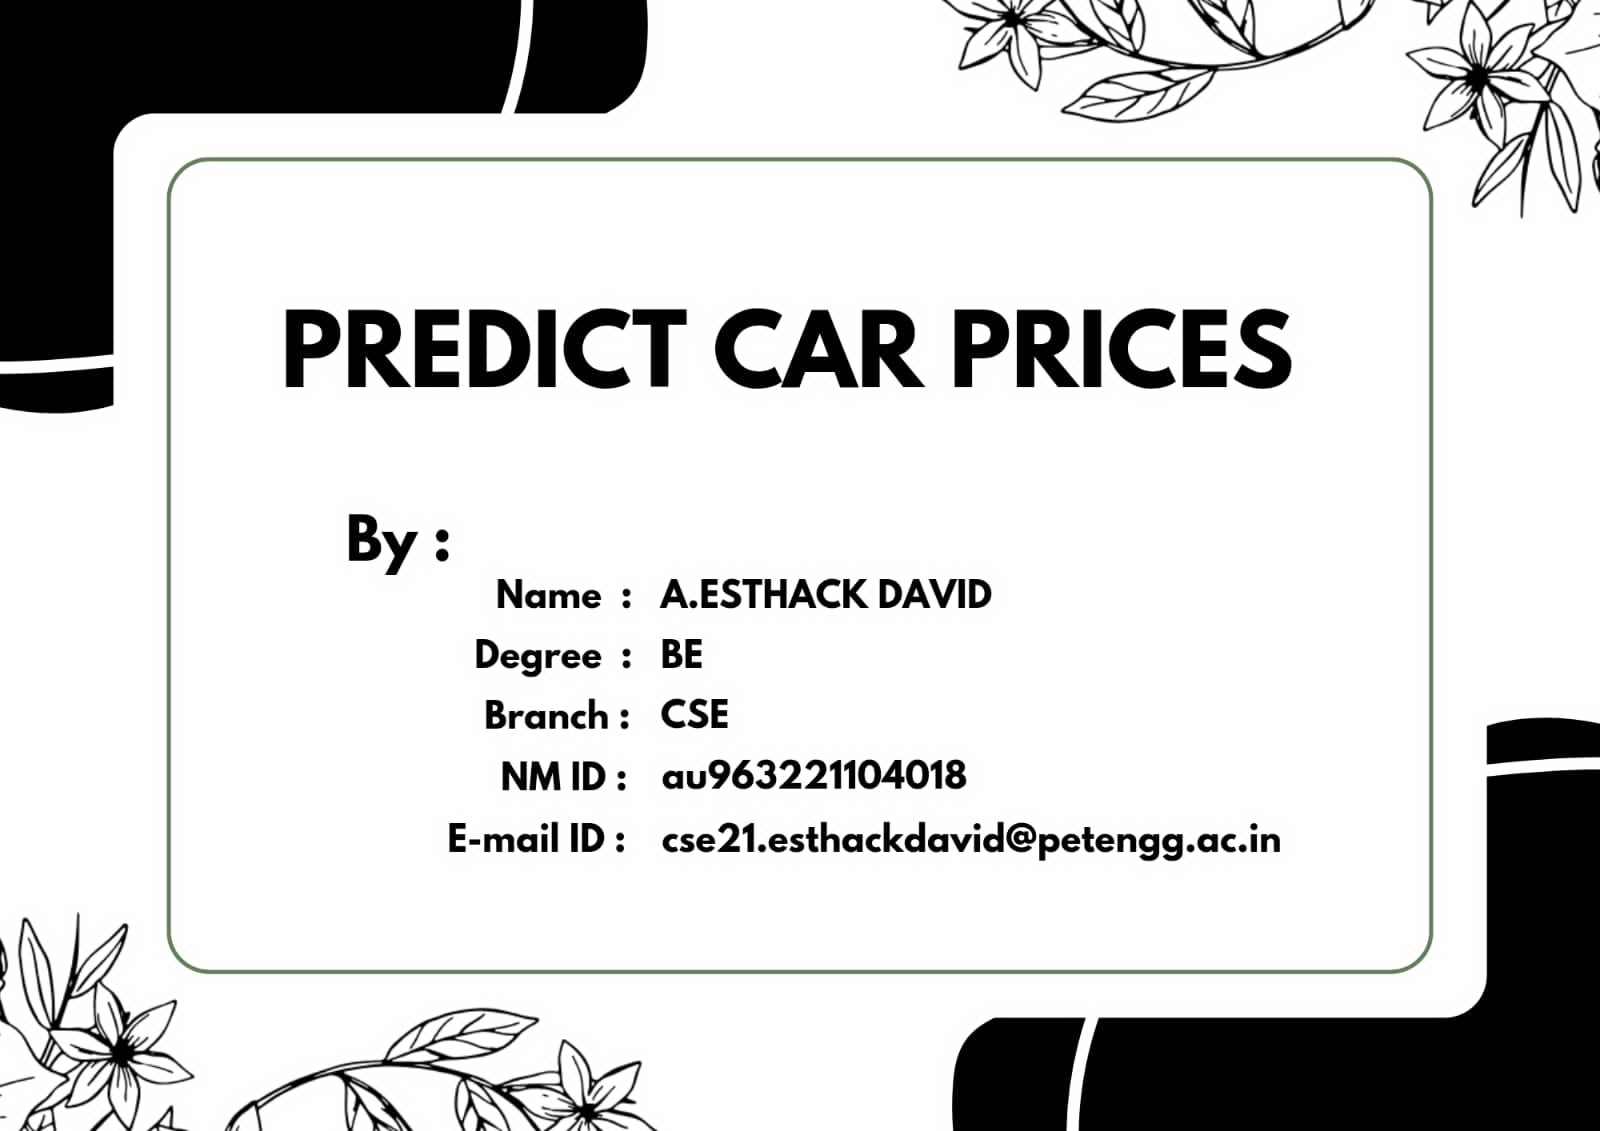 PREDICT CAR PRICES
By :
Name : A.ESTHACK DAVID
Degree : BE
Branch : CSE
NM ID : au963221104018
E-mail ID : cse21.esthackdavid@petengg.ac.in